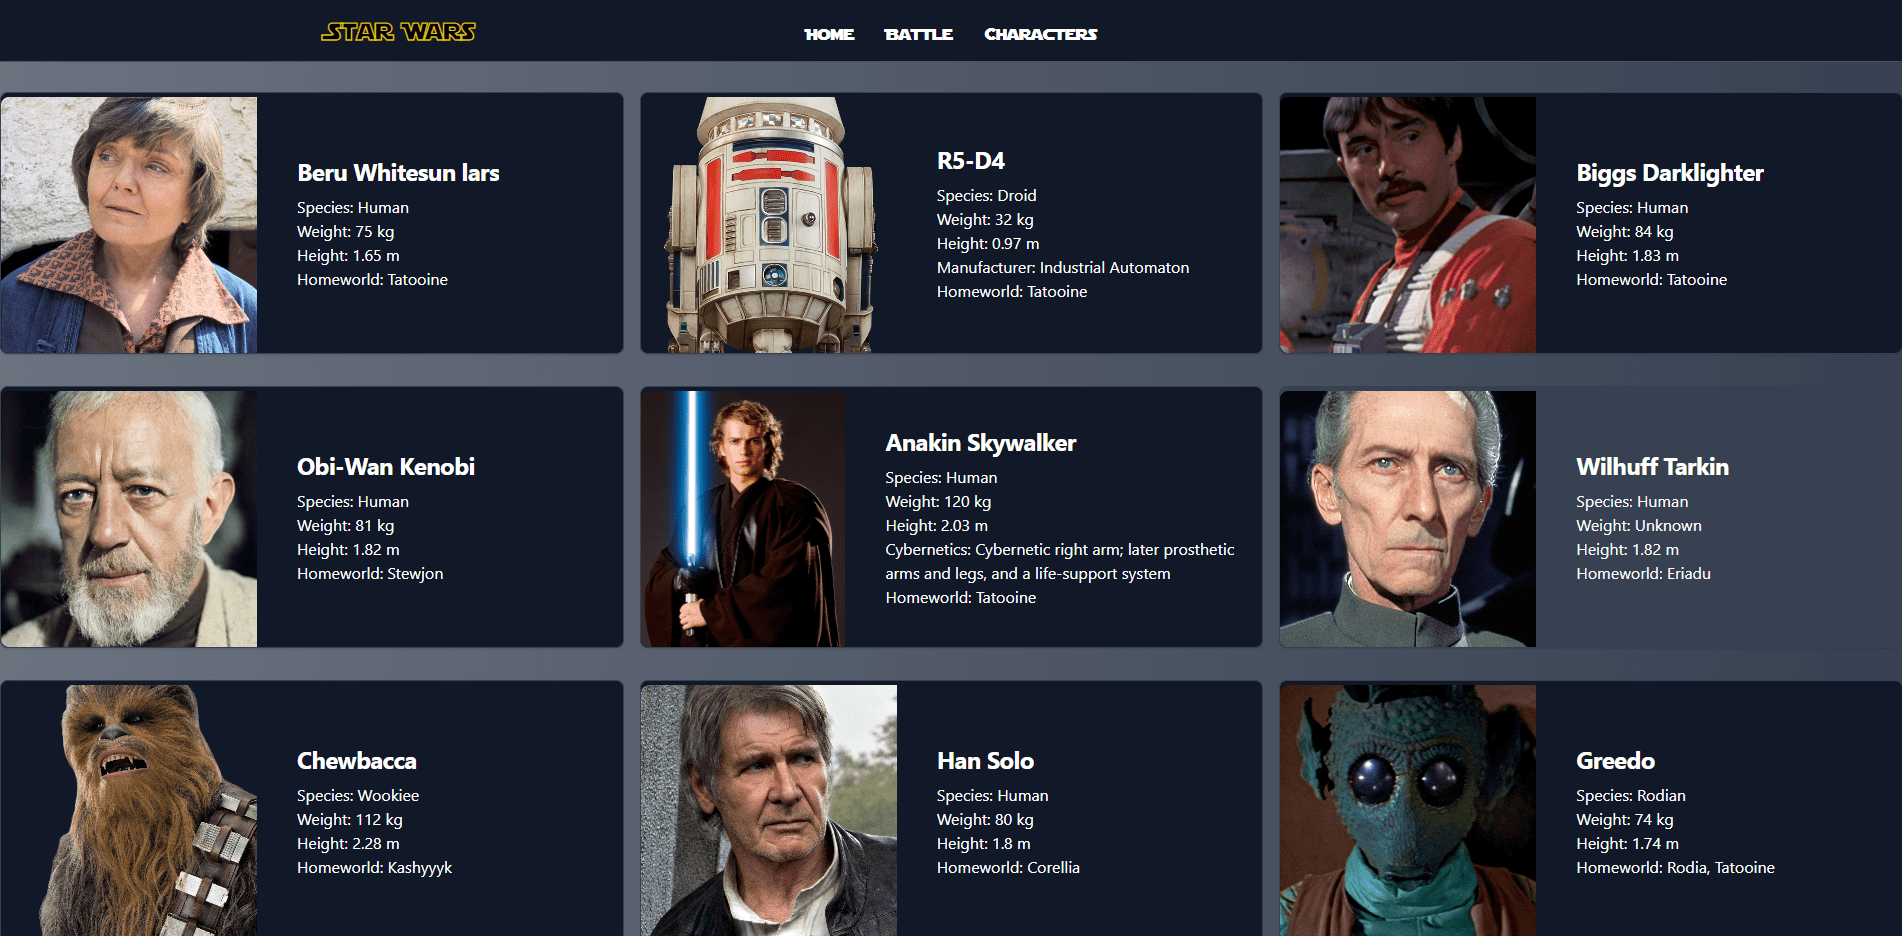 STAR WARS
HOME BATTLE CHARACTERS
Beru Whitesun lars
Species: Human
Weight: 75 kg
Height: 1.65 m
Homeworld: Tatooine
R5-D4
Species: Droid
Weight: 32 kg
Height: 0.97 m
Manufacturer: Industrial Automaton
Homeworld: Tatooine
Biggs Darklighter
Species: Human
Weight: 84 kg
Height: 1.83 m
Homeworld: Tatooine
Obi-Wan Kenobi
Species: Human
Weight: 81 kg
Height: 1.82 m
Homeworld: Stewjon
Anakin Skywalker
Species: Human
Weight: 120 kg
Height: 2.03 m
Cybernetics: Cybernetic right arm; later prosthetic
arms and legs, and a life-support system
Homeworld: Tatooine
Wilhuff Tarkin
Species: Human
Weight: Unknown
Height: 1.82 m
Homeworld: Eriadu
Chewbacca
Species: Wookiee
Weight: 112 kg
Height: 2.28 m
Homeworld: Kashyyyk
Han Solo
Species: Human
Weight: 80 kg
Height: 1.8 m
Homeworld: Corellia
Greedo
Species: Rodian
Weight: 74 kg
Height: 1.74 m
Homeworld: Rodia, Tatooine